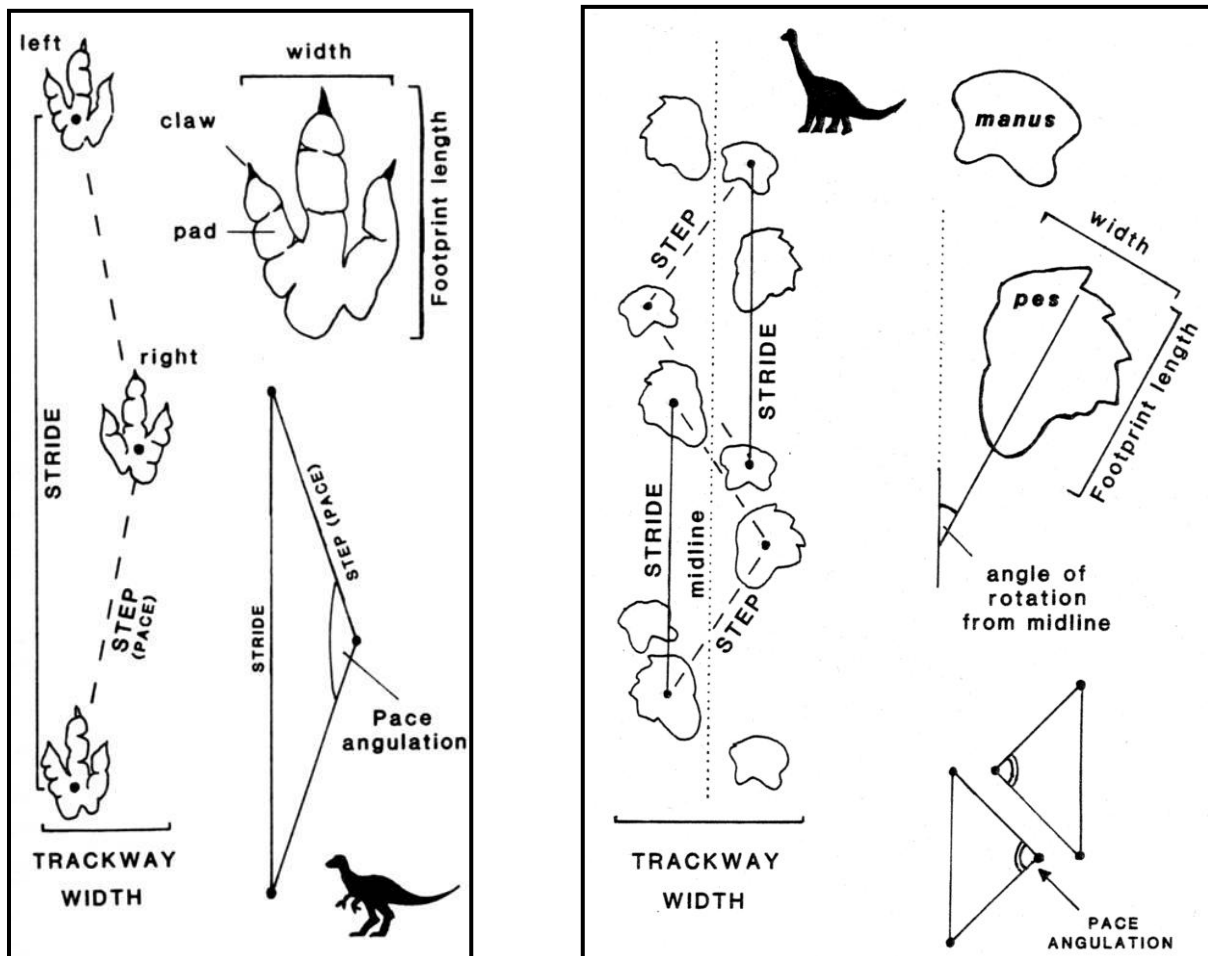 left
width
claw
pad
Footprint length
right
STRIDE
STEP
(PACE)
STRIDE
STEP (PACE)
Pace
angulation
TRACKWAY
WIDTH
manus
STEP
width
pes
Footprint length
STRIDE
STRIDE
midline
STEP
angle of
rotation
from midline
TRACKWAY
WIDTH
PACE
ANGULATION